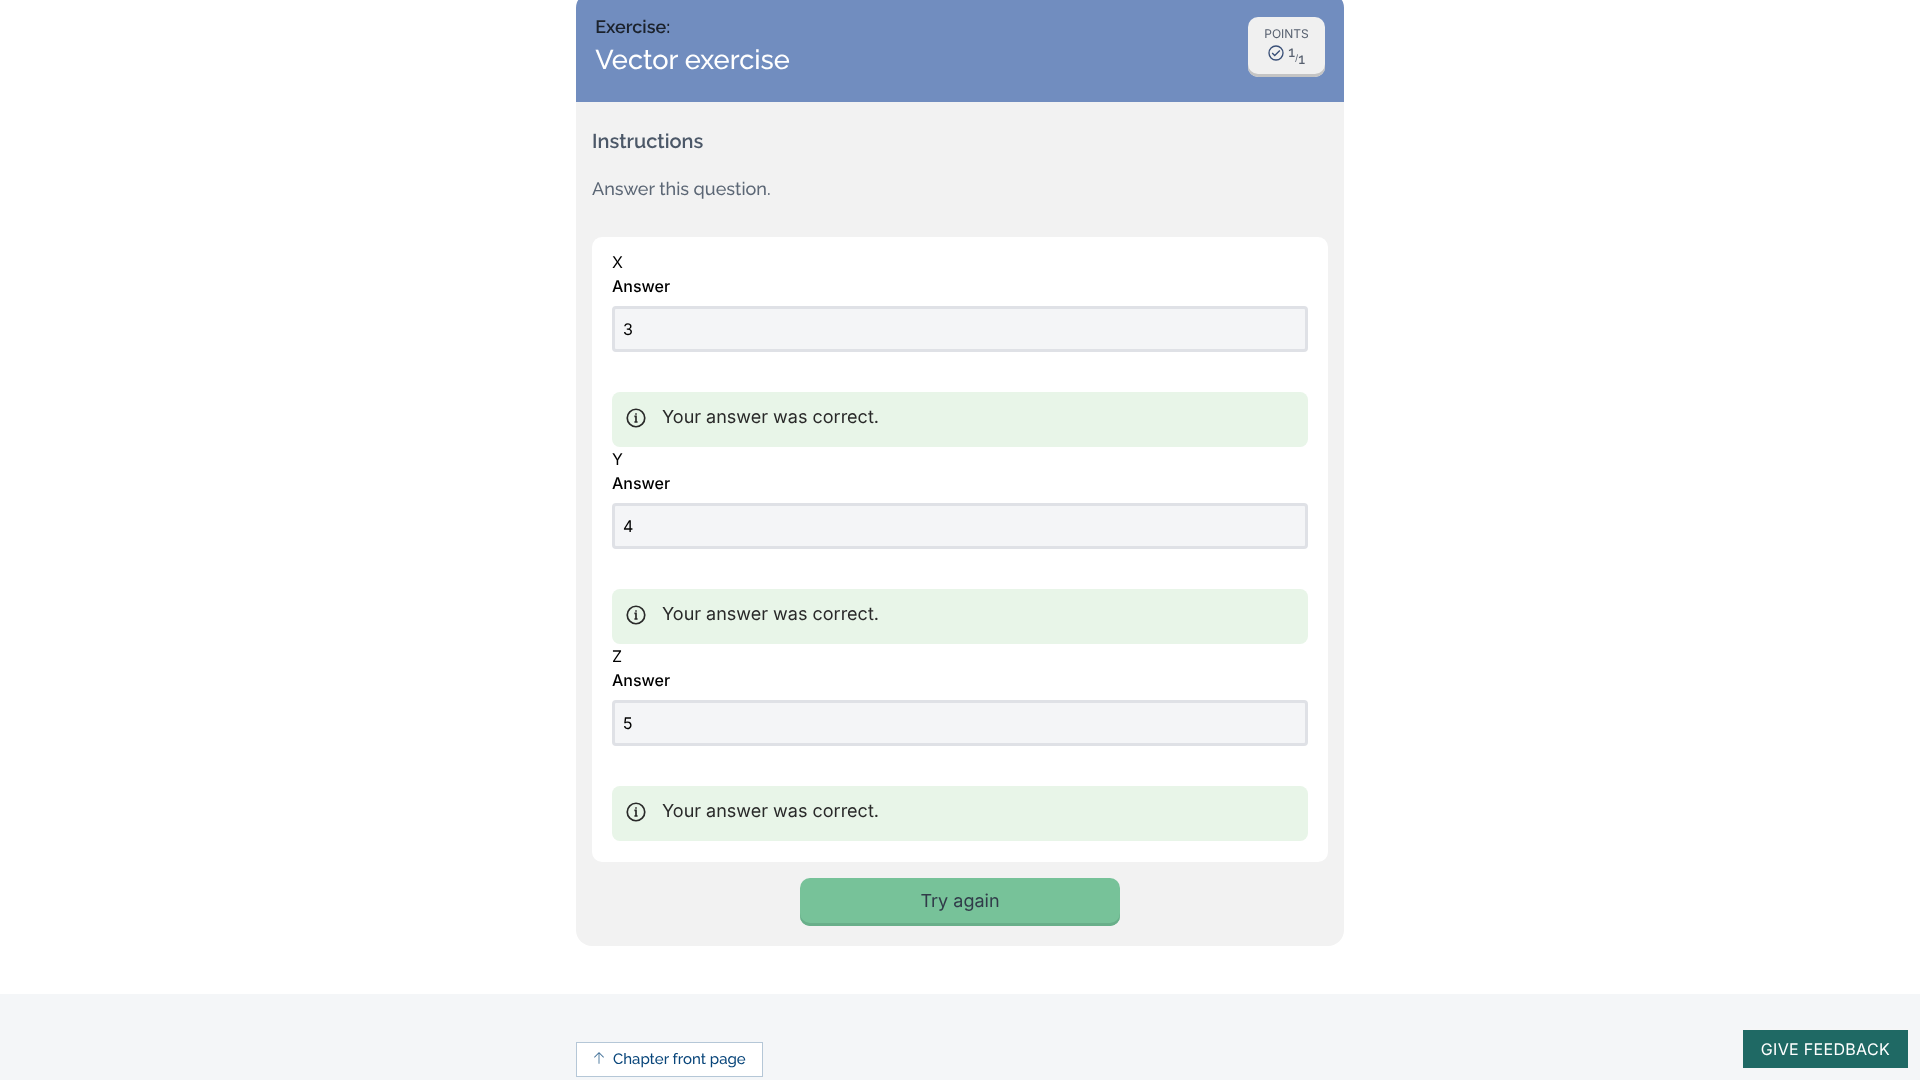 Exercise:
Vector exercise
POINTS
1/1
Instructions
Answer this question.
X
Answer
3
Your answer was correct.
Y
Answer
4
Your answer was correct.
Z
Answer
5
Your answer was correct.
Try again
Chapter front page
GIVE FEEDBACK